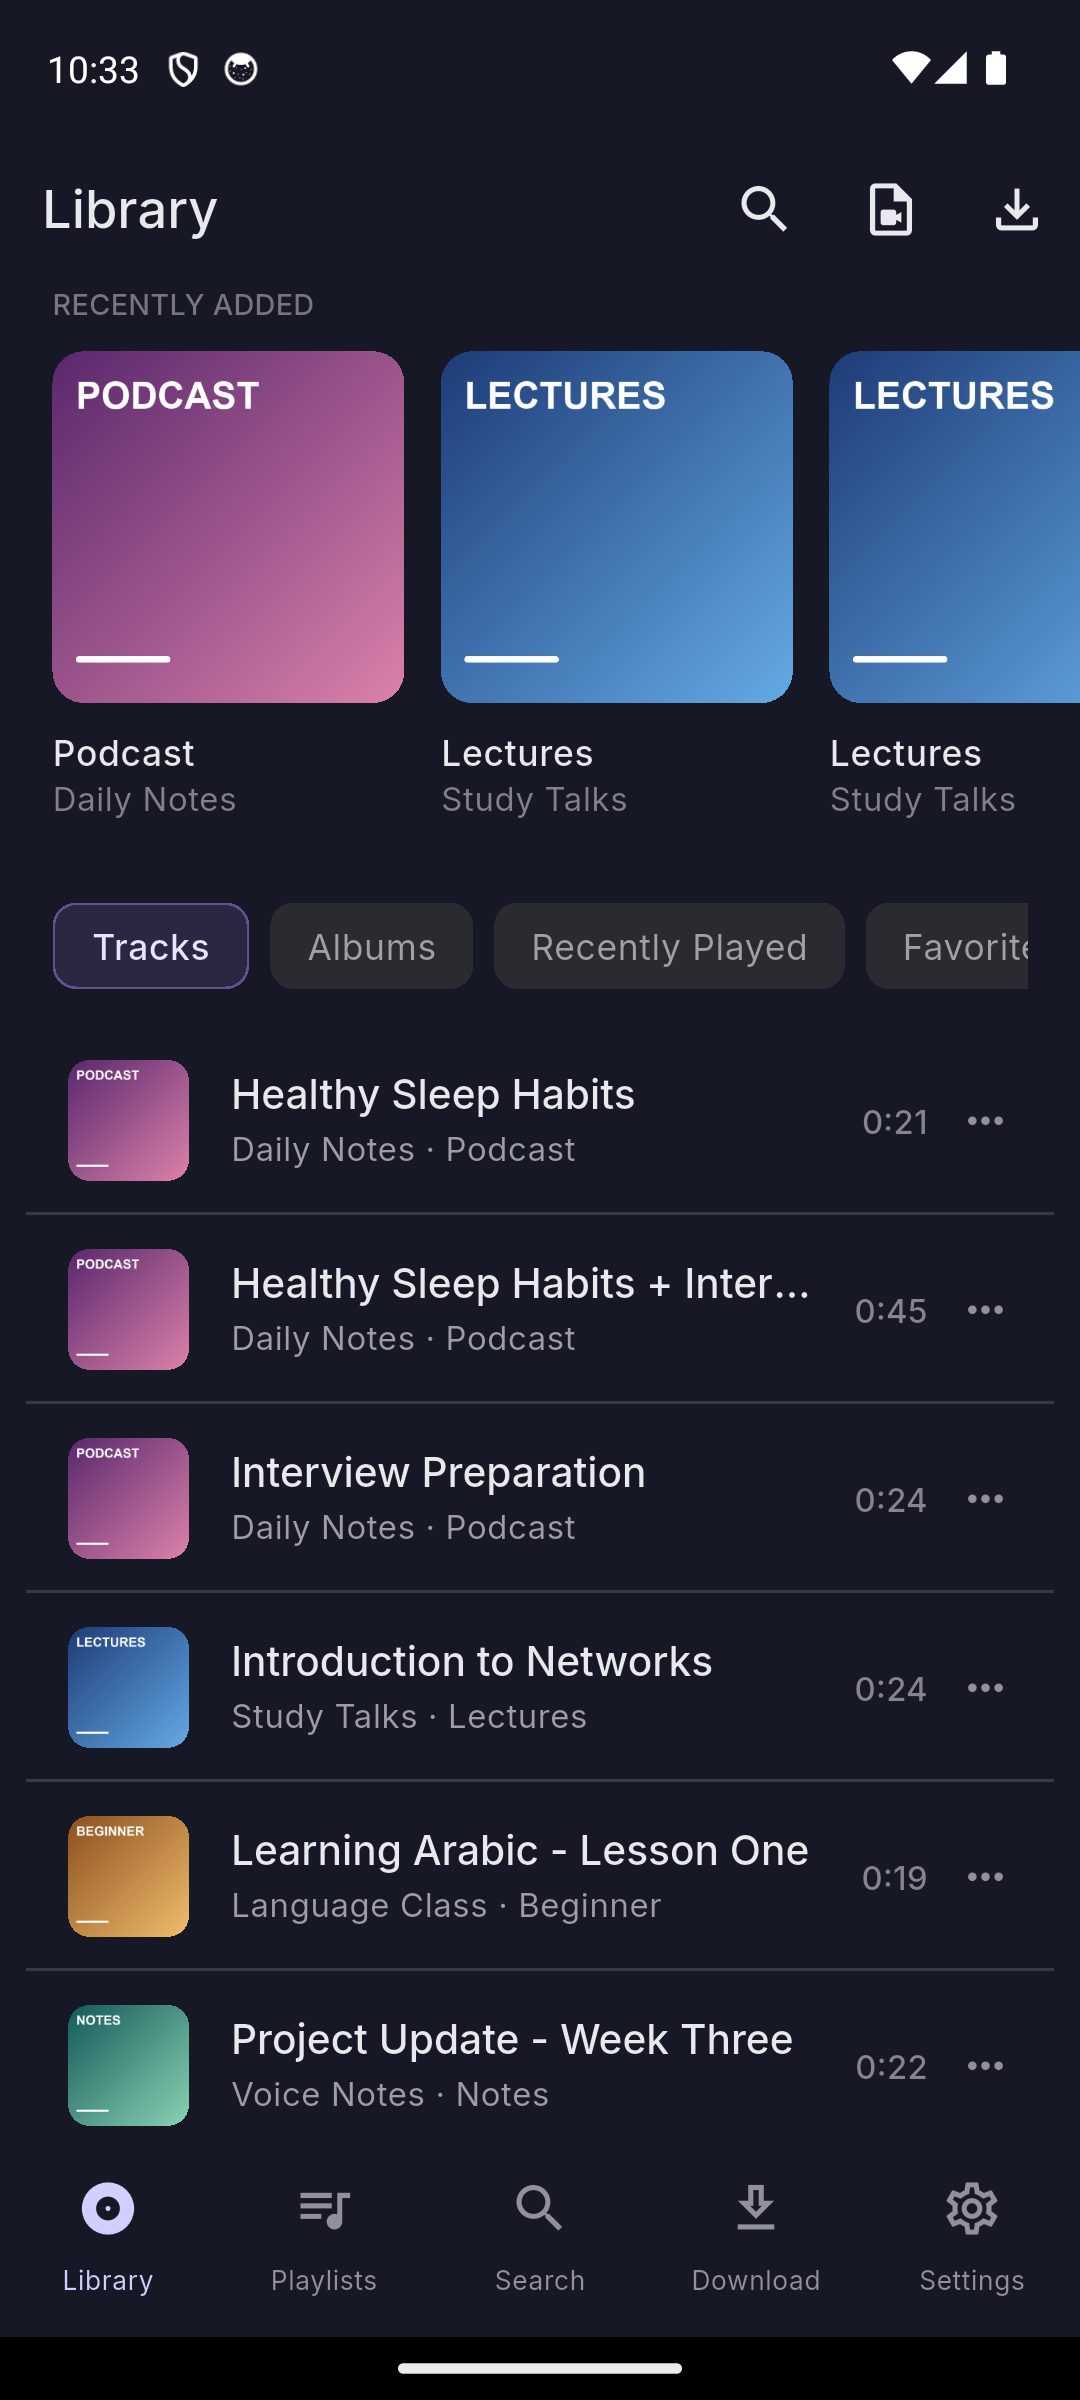 10:33
Library
RECENTLY ADDED
PODCAST
LECTURES
LECTURES
Podcast
Daily Notes
Lectures
Study Talks
Lectures
Study Talks
Tracks
Albums
Recently Played
Favorite
PODCAST
Healthy Sleep Habits
Daily Notes · Podcast
0:21
PODCAST
Healthy Sleep Habits + Inter...
Daily Notes · Podcast
0:45
PODCAST
Interview Preparation
Daily Notes · Podcast
0:24
LECTURES
Introduction to Networks
Study Talks · Lectures
0:24
BEGINNER
Learning Arabic - Lesson One
Language Class · Beginner
0:19
NOTES
Project Update - Week Three
Voice Notes · Notes
0:22
Library
Playlists
Search
Download
Settings